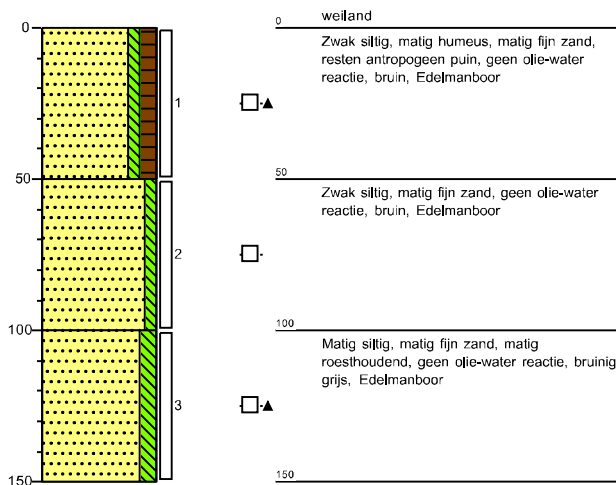 0
50
100
150
1
2
3
0
weiland
Zwak siltig, matig humeus, matig fijn zand,
resten antropogeen puin, geen olie-water
reactie, bruin, Edelmanboor
50
Zwak siltig, matig fijn zand, geen olie-water
reactie, bruin, Edelmanboor
100
Matig siltig, matig fijn zand, matig
roesthoudend, geen olie-water reactie, bruinig
grijs, Edelmanboor
150